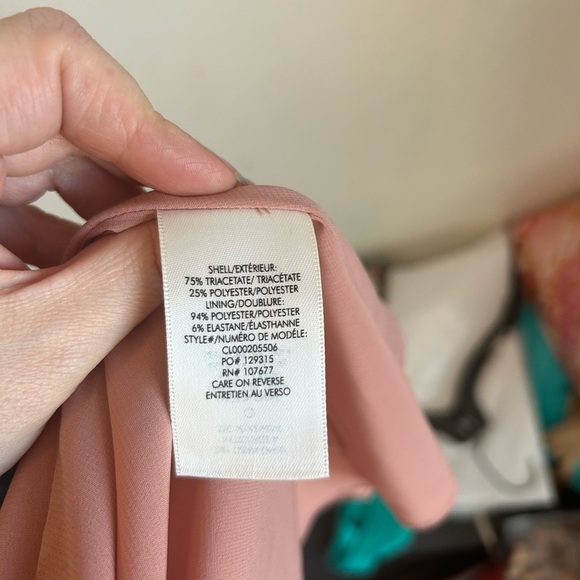 SHELL/EXTÉRIEUR:
75% TRIACETATE/ TRIACÉTATE
25% POLYESTER/POLYESTER
LINING/DOUBLURE:
94% POLYESTER/POLYESTER
6% ELASTANE/ÉLASTHANNE
STYLE#/NUMÉRO DE MODÈLE:
CL000205506
PO# 129315
RN# 107677
CARE ON REVERSE
ENTRETIEN AU VERSO